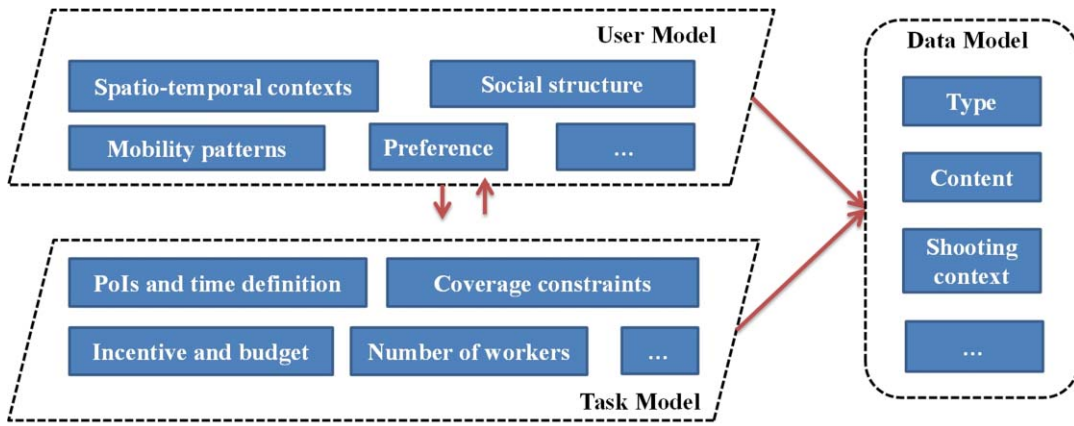 User Model
Spatio-temporal contexts
Social structure
Mobility patterns
Preference
...
PoIs and time definition
Coverage constraints
Incentive and budget
Number of workers
...
Task Model
Data Model
Type
Content
Shooting
context
...